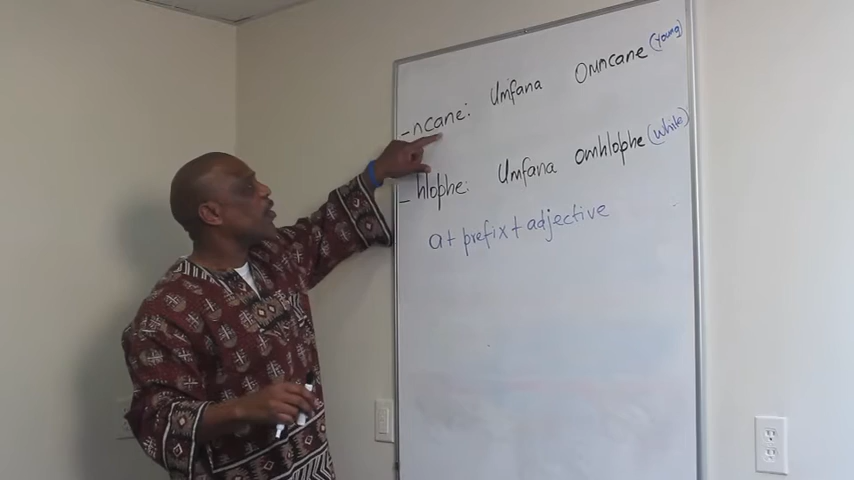 -ncane: Umfana Omncane (young)
-hlophe: Umfana omhlophe (white)
a+ prefix + adjective